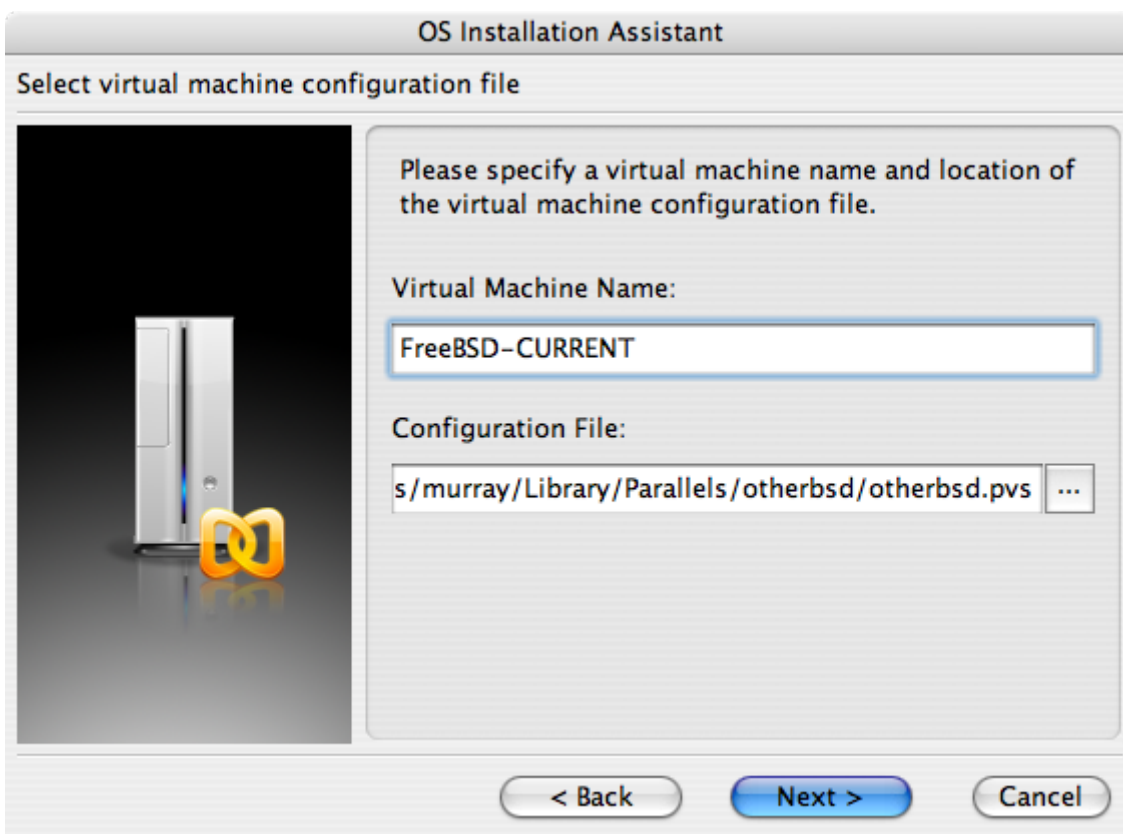 OS Installation Assistant
Select virtual machine configuration file
Please specify a virtual machine name and location of
the virtual machine configuration file.
Virtual Machine Name:
FreeBSD-CURRENT
Configuration File:
s/murray/Library/Parallels/otherbsd/otherbsd.pvs ...
< Back Next > Cancel